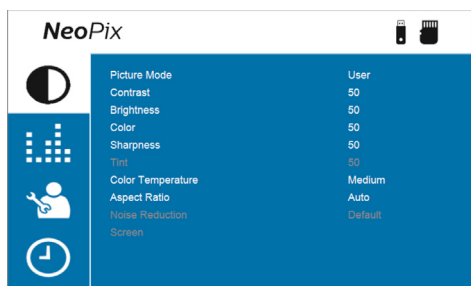 NeoPix
Picture Mode User
Contrast 50
Brightness 50
Color 50
Sharpness 50
Tint 50
Color Temperature Medium
Aspect Ratio Auto
Noise Reduction Default
Screen